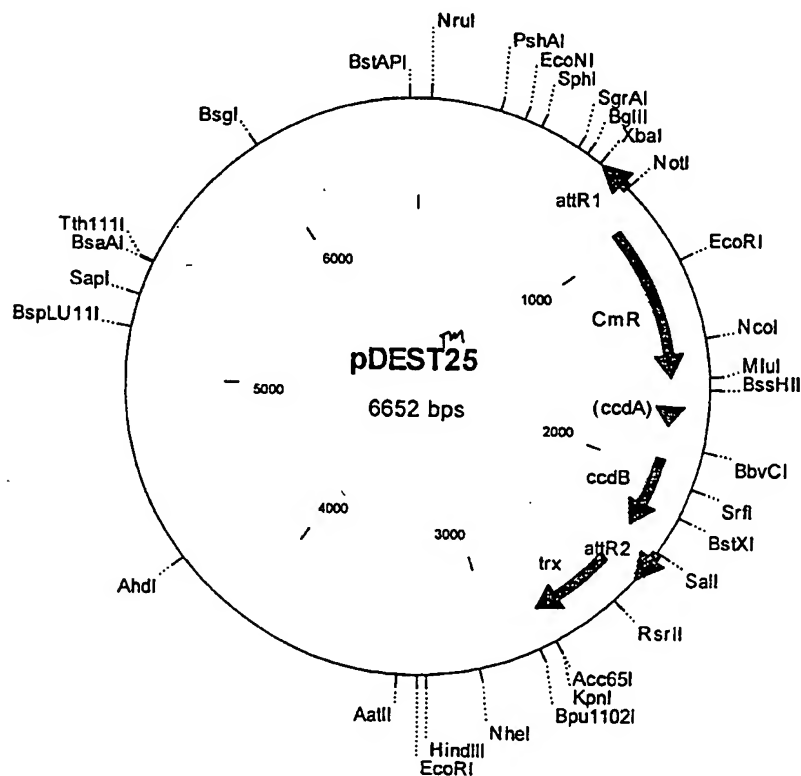 NruI
BstAPI
PshAI
EcoNI
SphI
SgrAI
BglII
XbaI
NotI
BsgI
attR1
Tth111I
BsaAI
SapI
BspLU11I
6000
1000
EcoRI
CmR
NcoI
MluI
BssHII
pDEST25
TM
6652 bps
5000
(ccdA)
2000
ccdB
BbvCI
SrfI
BstXI
4000
3000
attR2
trx
SalI
AhdI
RsrII
Acc65I
KpnI
Bpu1102I
AatII
NheI
HindIII
EcoRI